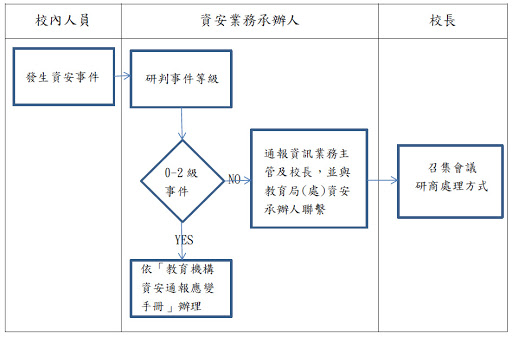 校內人員
資安業務承辦人
校長
發生資安事件
研判事件等級
0-2級
事件
NO
YES
通報資訊業務主
管及校長，並與
教育局(處)資安
承辦人聯繫
召集會議
研商處理方式
依「教育機構
資安通報應變
手冊」辦理